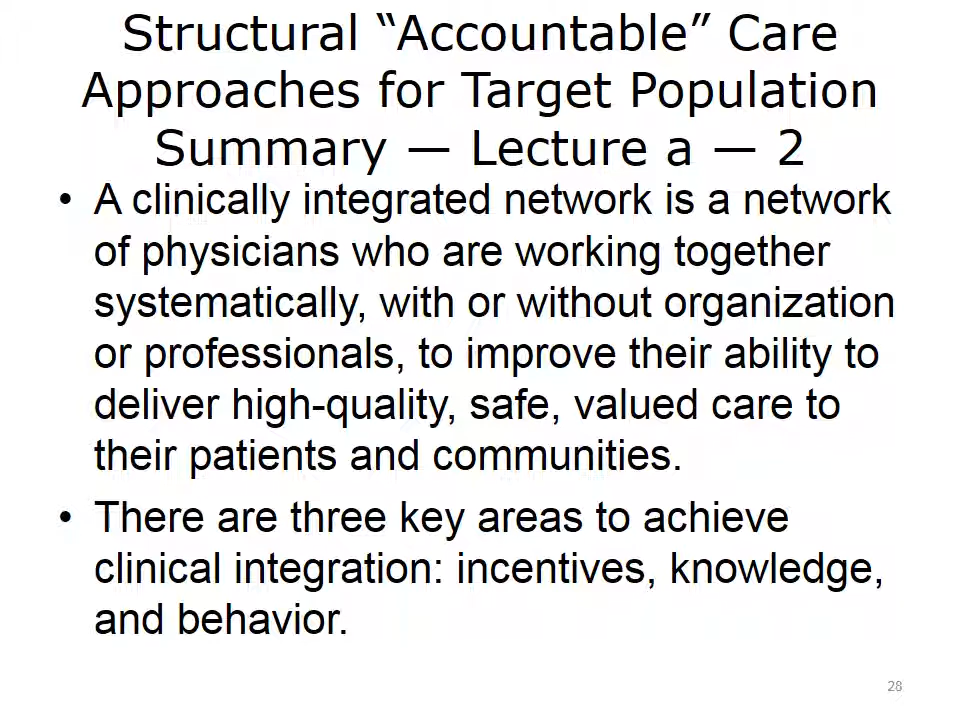 Structural “Accountable” Care
Approaches for Target Population
Summary — Lecture a — 2
• A clinically integrated network is a network
of physicians who are working together
systematically, with or without organization
or professionals, to improve their ability to
deliver high-quality, safe, valued care to
their patients and communities.
• There are three key areas to achieve
clinical integration: incentives, knowledge,
and behavior.
28